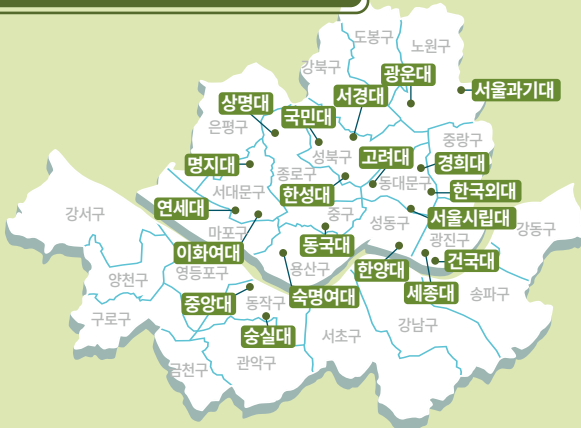 도봉구
노원구
강북구
광운대
서울과기대
상명대
서경대
국민대
은평구
중랑구
성북구
고려대
경희대
명지대
종로구
동대문구
서대문구
한성대
한국외대
연세대
강서구
중구
서울시립대
성동구
강동구
마포구
광진구
이화여대
동국대
건국대
한양대
용산구
영등포구
양천구
세종대
송파구
숙명여대
중앙대
동작구
구로구
강남구
숭실대
서초구
관악구
금천구